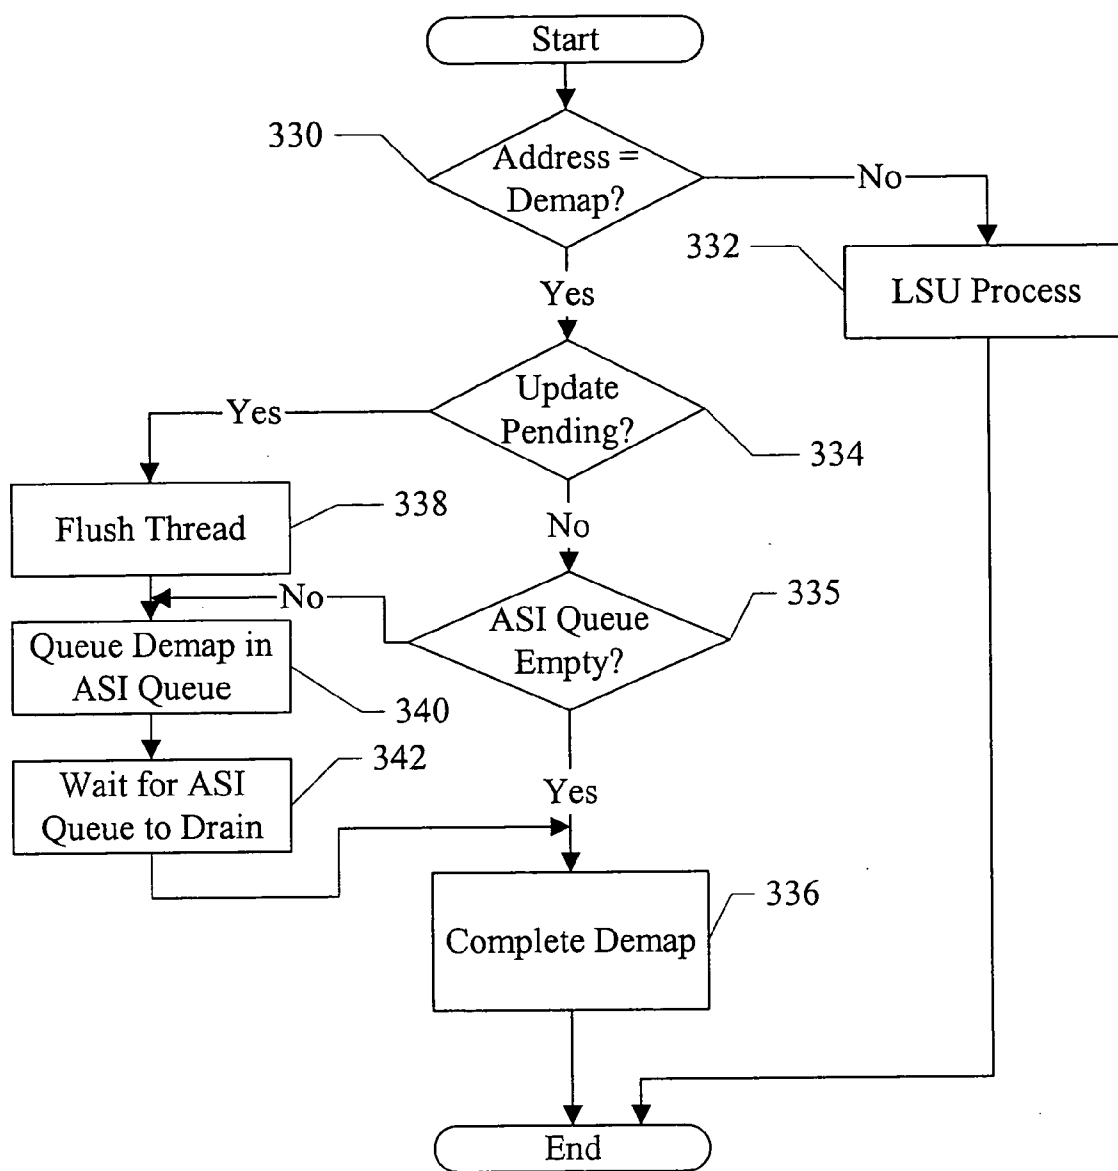 Start
330
Address =
Demap?
No
332
LSU Process
Yes
Update
Pending?
Yes
334
338
Flush Thread
No
No
335
ASI Queue
Empty?
Queue Demap in
ASI Queue
340
342
Wait for ASI
Queue to Drain
Yes
336
Complete Demap
End